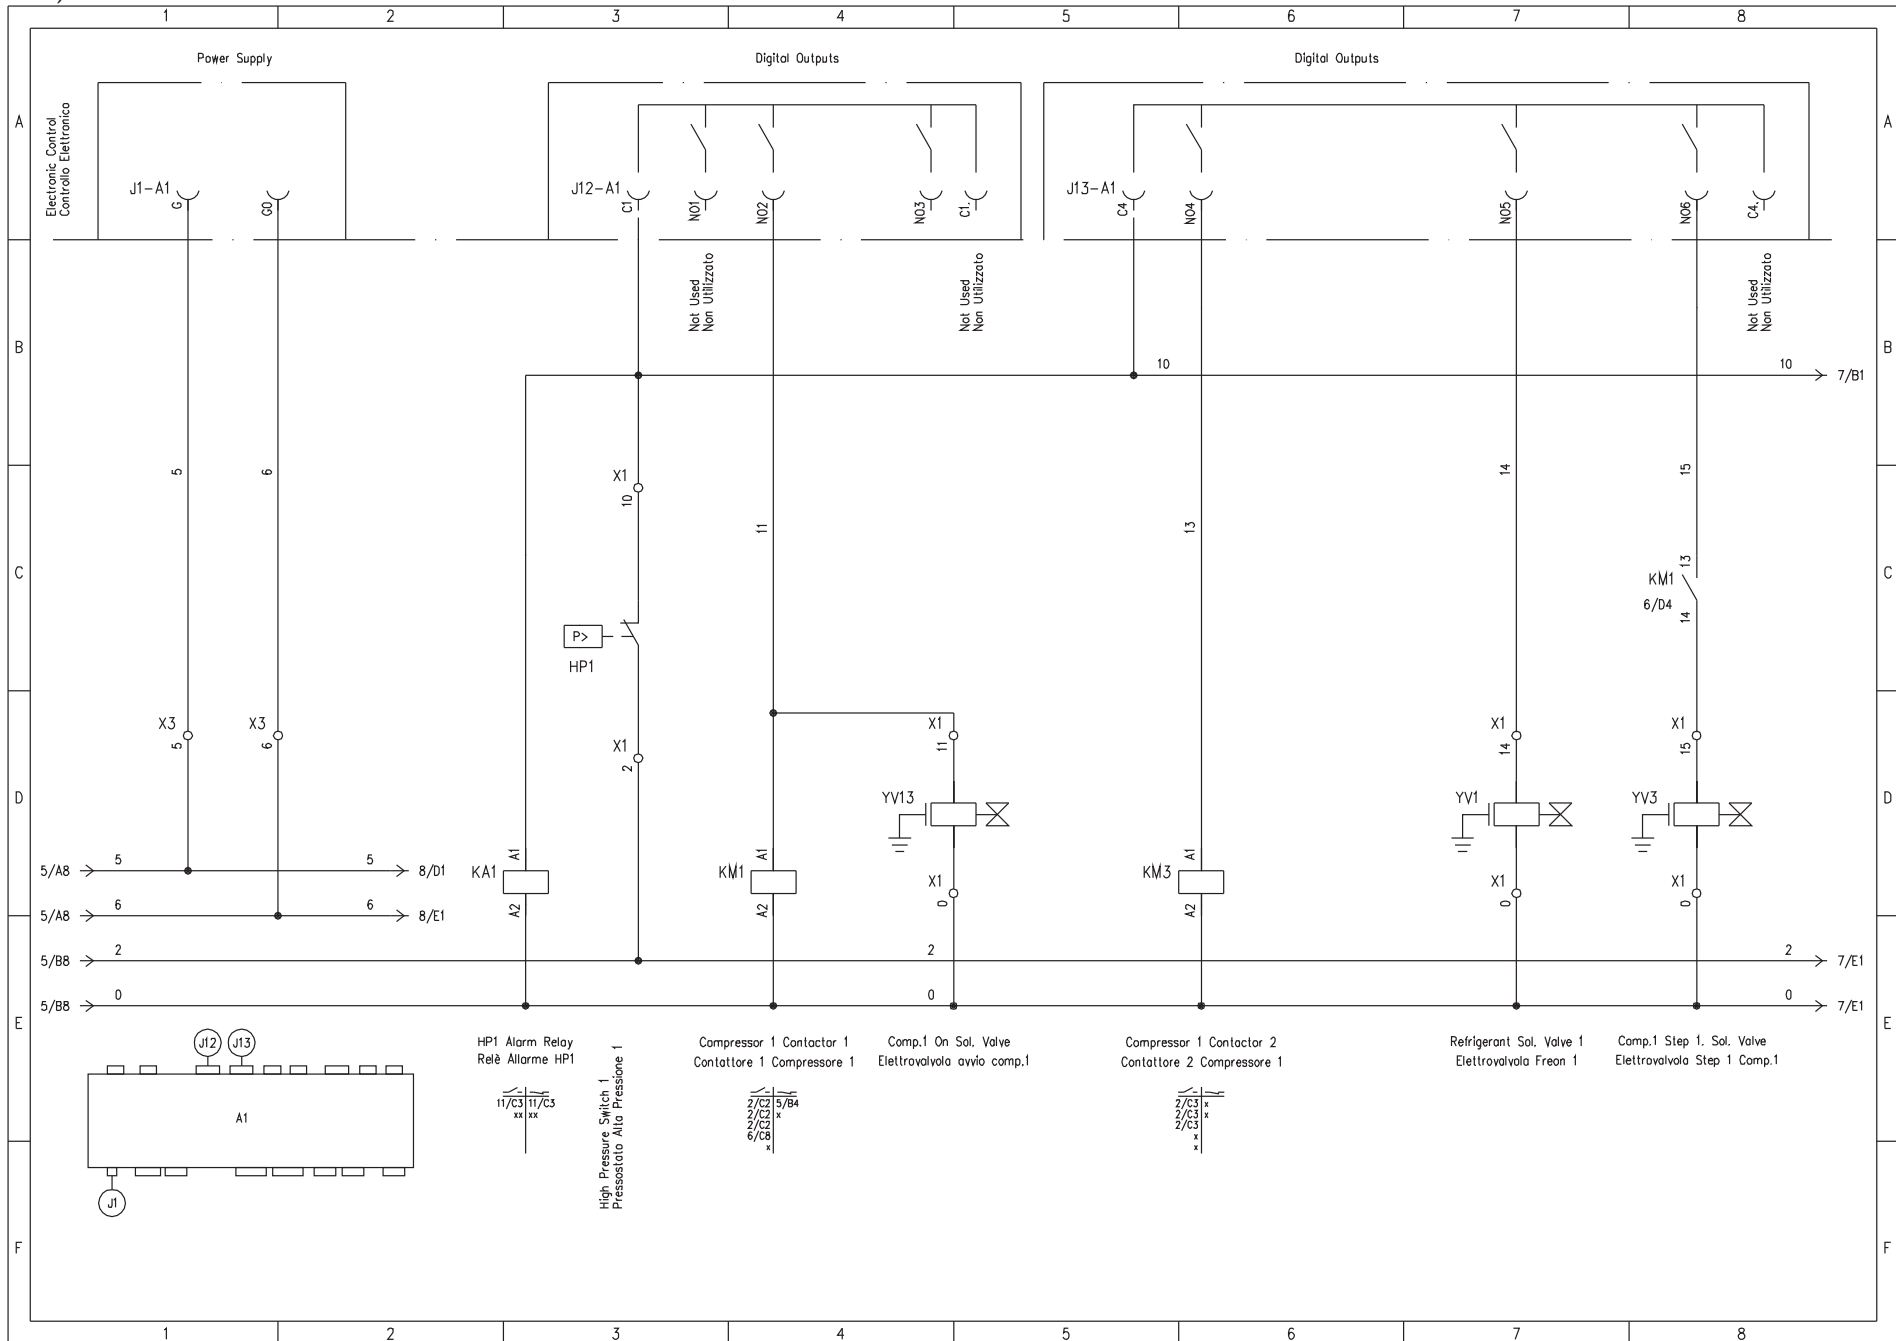 1 2 3 4 5 6 7 8
Power Supply
Digital Outputs
Digital Outputs
A
A
Electronic Control
Controllo Elettronico
J1-A1
G
G0
J12-A1
C1
NO1
NO2
NO3
C1.
J13-A1
C4
NO4
NO5
NO6
C4.
Not Used
Non Utilizzato
Not Used
Non Utilizzato
Not Used
Non Utilizzato
B
B
10
10
7/B1
5
6
X1
10
11
13
14
15
C
C
13
KM1
6/D4
14
P>
HP1
X3
5
X3
6
X1
2
X1
11
X1
14
X1
15
D
D
YV13
YV1
YV3
5/A8
5
5
8/D1
KA1
A1
A2
KM1
A1
A2
X1
0
KM3
A1
A2
X1
0
X1
0
5/A8
6
6
8/E1
5/B8
2
2
2
7/E1
5/B8
0
0
0
7/E1
E
E
J12
J13
A1
J1
HP1 Alarm Relay
Relè Allarme HP1
High Pressure Switch 1
Pressostato Alta Pressione 1
Compressor 1 Contactor 1
Contattore 1 Compressore 1
Comp.1 On Sol. Valve
Elettrovalvola avvio comp.1
Compressor 1 Contactor 2
Contattore 2 Compressore 1
Refrigerant Sol. Valve 1
Elettrovalvola Freon 1
Comp.1 Step 1. Sol. Valve
Elettrovalvola Step 1 Comp.1
11/C3 11/C3
xx xx
2/C2 5/B4
2/C2 x
2/C2
6/C8
x
2/C3 x
2/C3 x
2/C3
x
x
F
F
1 2 3 4 5 6 7 8